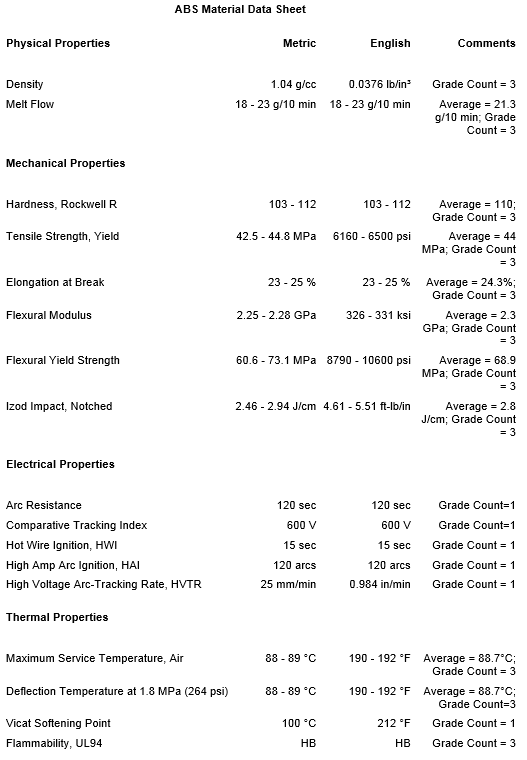 ABS Material Data Sheet
Physical Properties Metric English Comments
Density 1.04 g/cc 0.0376 lb/in³ Grade Count = 3
Melt Flow 18 - 23 g/10 min 18 - 23 g/10 min Average = 21.3
g/10 min; Grade
Count = 3
Mechanical Properties
Hardness, Rockwell R 103 - 112 103 - 112 Average = 110;
Grade Count = 3
Tensile Strength, Yield 42.5 - 44.8 MPa 6160 - 6500 psi Average = 44
MPa; Grade Count
= 3
Elongation at Break 23 - 25 % 23 - 25 % Average = 24.3%;
Grade Count = 3
Flexural Modulus 2.25 - 2.28 GPa 326 - 331 ksi Average = 2.3
GPa; Grade Count
= 3
Flexural Yield Strength 60.6 - 73.1 MPa 8790 - 10600 psi Average = 68.9
MPa; Grade Count
= 3
Izod Impact, Notched 2.46 - 2.94 J/cm 4.61 - 5.51 ft-lb/in Average = 2.8
J/cm; Grade Count
= 3
Electrical Properties
Arc Resistance 120 sec 120 sec Grade Count=1
Comparative Tracking Index 600 V 600 V Grade Count=1
Hot Wire Ignition, HWI 15 sec 15 sec Grade Count = 1
High Amp Arc Ignition, HAI 120 arcs 120 arcs Grade Count = 1
High Voltage Arc-Tracking Rate, HVTR 25 mm/min 0.984 in/min Grade Count = 1
Thermal Properties
Maximum Service Temperature, Air 88 - 89 °C 190 - 192 °F Average = 88.7°C;
Grade Count = 3
Deflection Temperature at 1.8 MPa (264 psi) 88 - 89 °C 190 - 192 °F Average = 88.7°C;
Grade Count=3
Vicat Softening Point 100 °C 212 °F Grade Count = 1
Flammability, UL94 HB HB Grade Count = 3